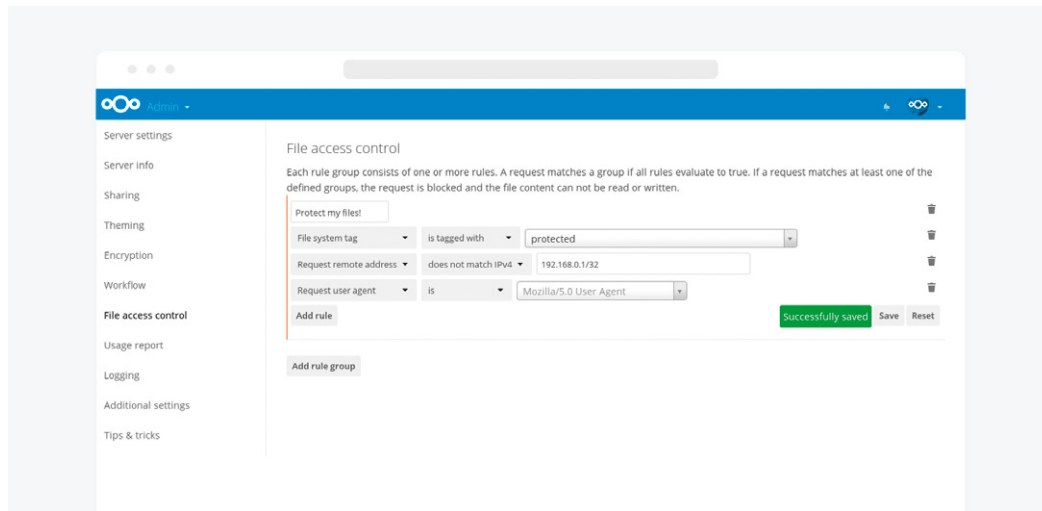 Admin
Server settings
Server info
Sharing
Theming
Encryption
Workflow
File access control
Usage report
Logging
Additional settings
Tips & tricks
File access control
Each rule group consists of one or more rules. A request matches a group if all rules evaluate to true. If a request matches at least one of the
defined groups, the request is blocked and the file content can not be read or written.
Protect my files!
File system tag is tagged with protected
Request remote address does not match IPv4 192.168.0.1/32
Request user agent is Mozilla/5.0 User Agent
Add rule Successfully saved Save Reset
Add rule group